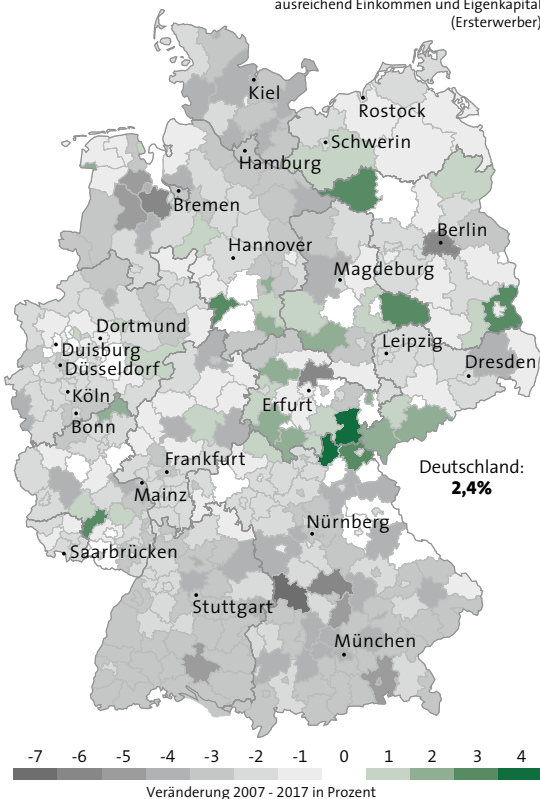 ausreichend Einkommen und Eigenkapital
(Ersterwerber)
Kiel
Rostock
Schwerin
Hamburg
Bremen
Berlin
Hannover
Magdeburg
Dortmund
Duisburg
Düsseldorf
Leipzig
Dresden
Köln
Erfurt
Bonn
Frankfurt
Mainz
Deutschland:
2,4%
Nürnberg
Saarbrücken
Stuttgart
München
-7 -6 -5 -4 -3 -2 -1 0 1 2 3 4
Veränderung 2007 - 2017 in Prozent